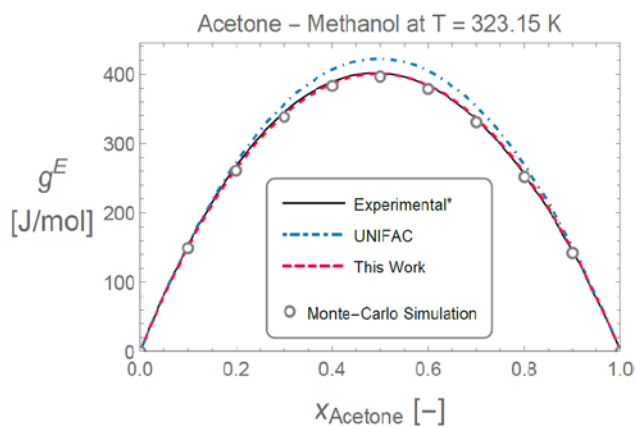 Acetone – Methanol at T = 323.15 K
400
300
200
100
0
g^E
[J/mol]
Experimental*
UNIFAC
This Work
Monte–Carlo Simulation
0.0 0.2 0.4 0.6 0.8 1.0
x_Acetone [–]